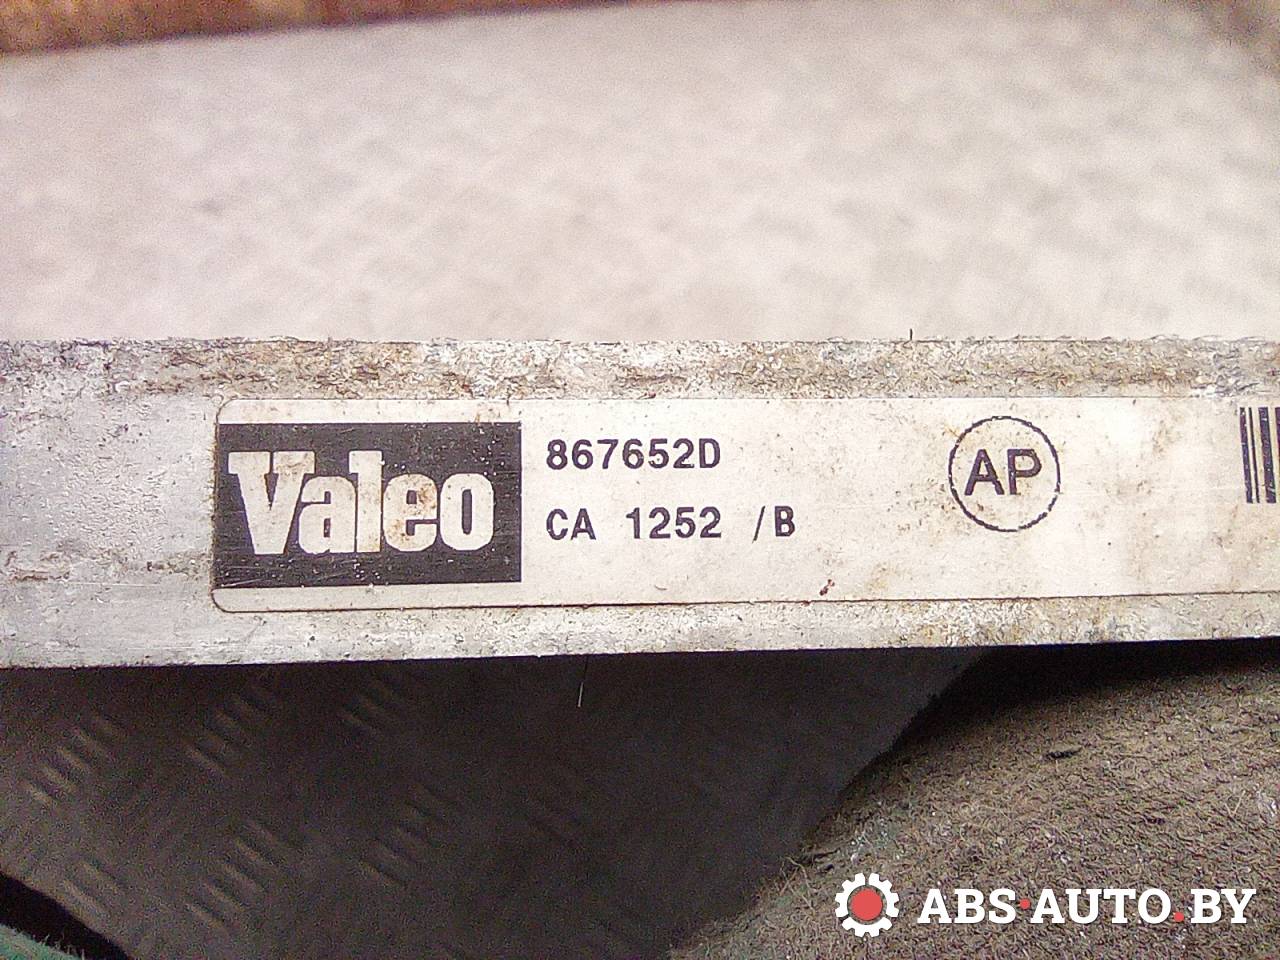 Valeo
867652D
CA 1252 /B
AP
ABS·AUTO.BY